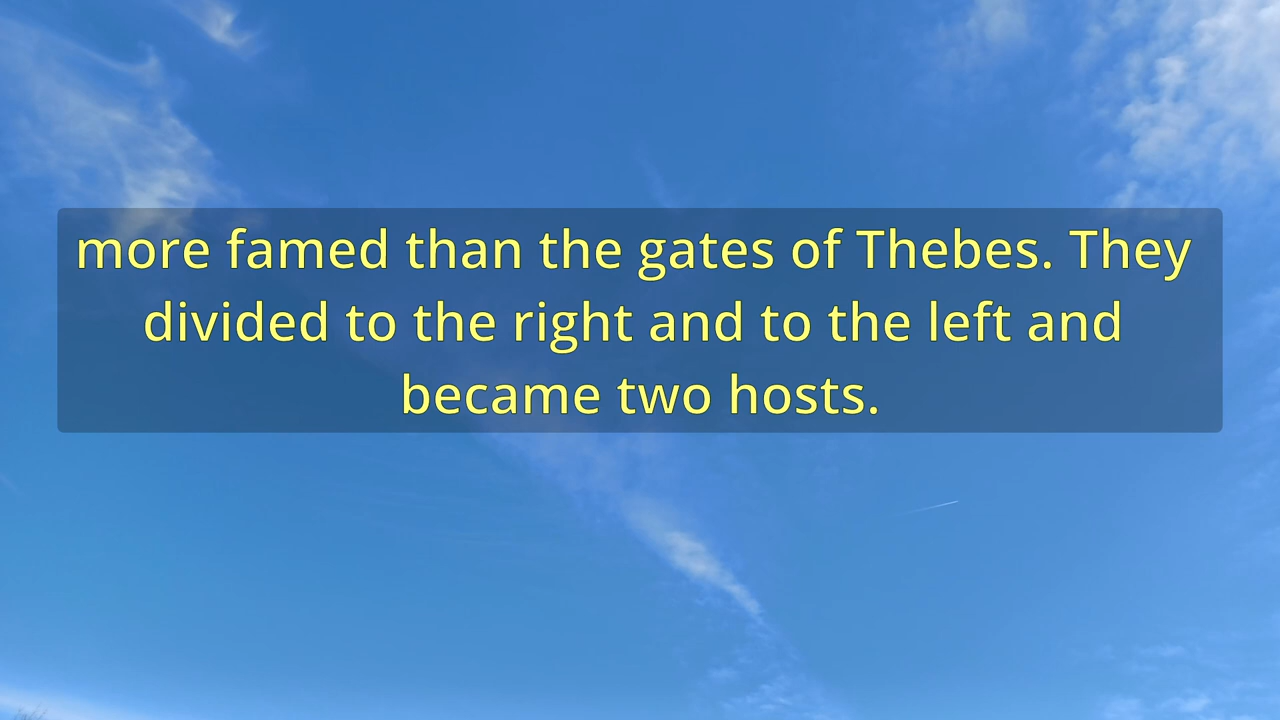 more famed than the gates of Thebes. They
divided to the right and to the left and
became two hosts.